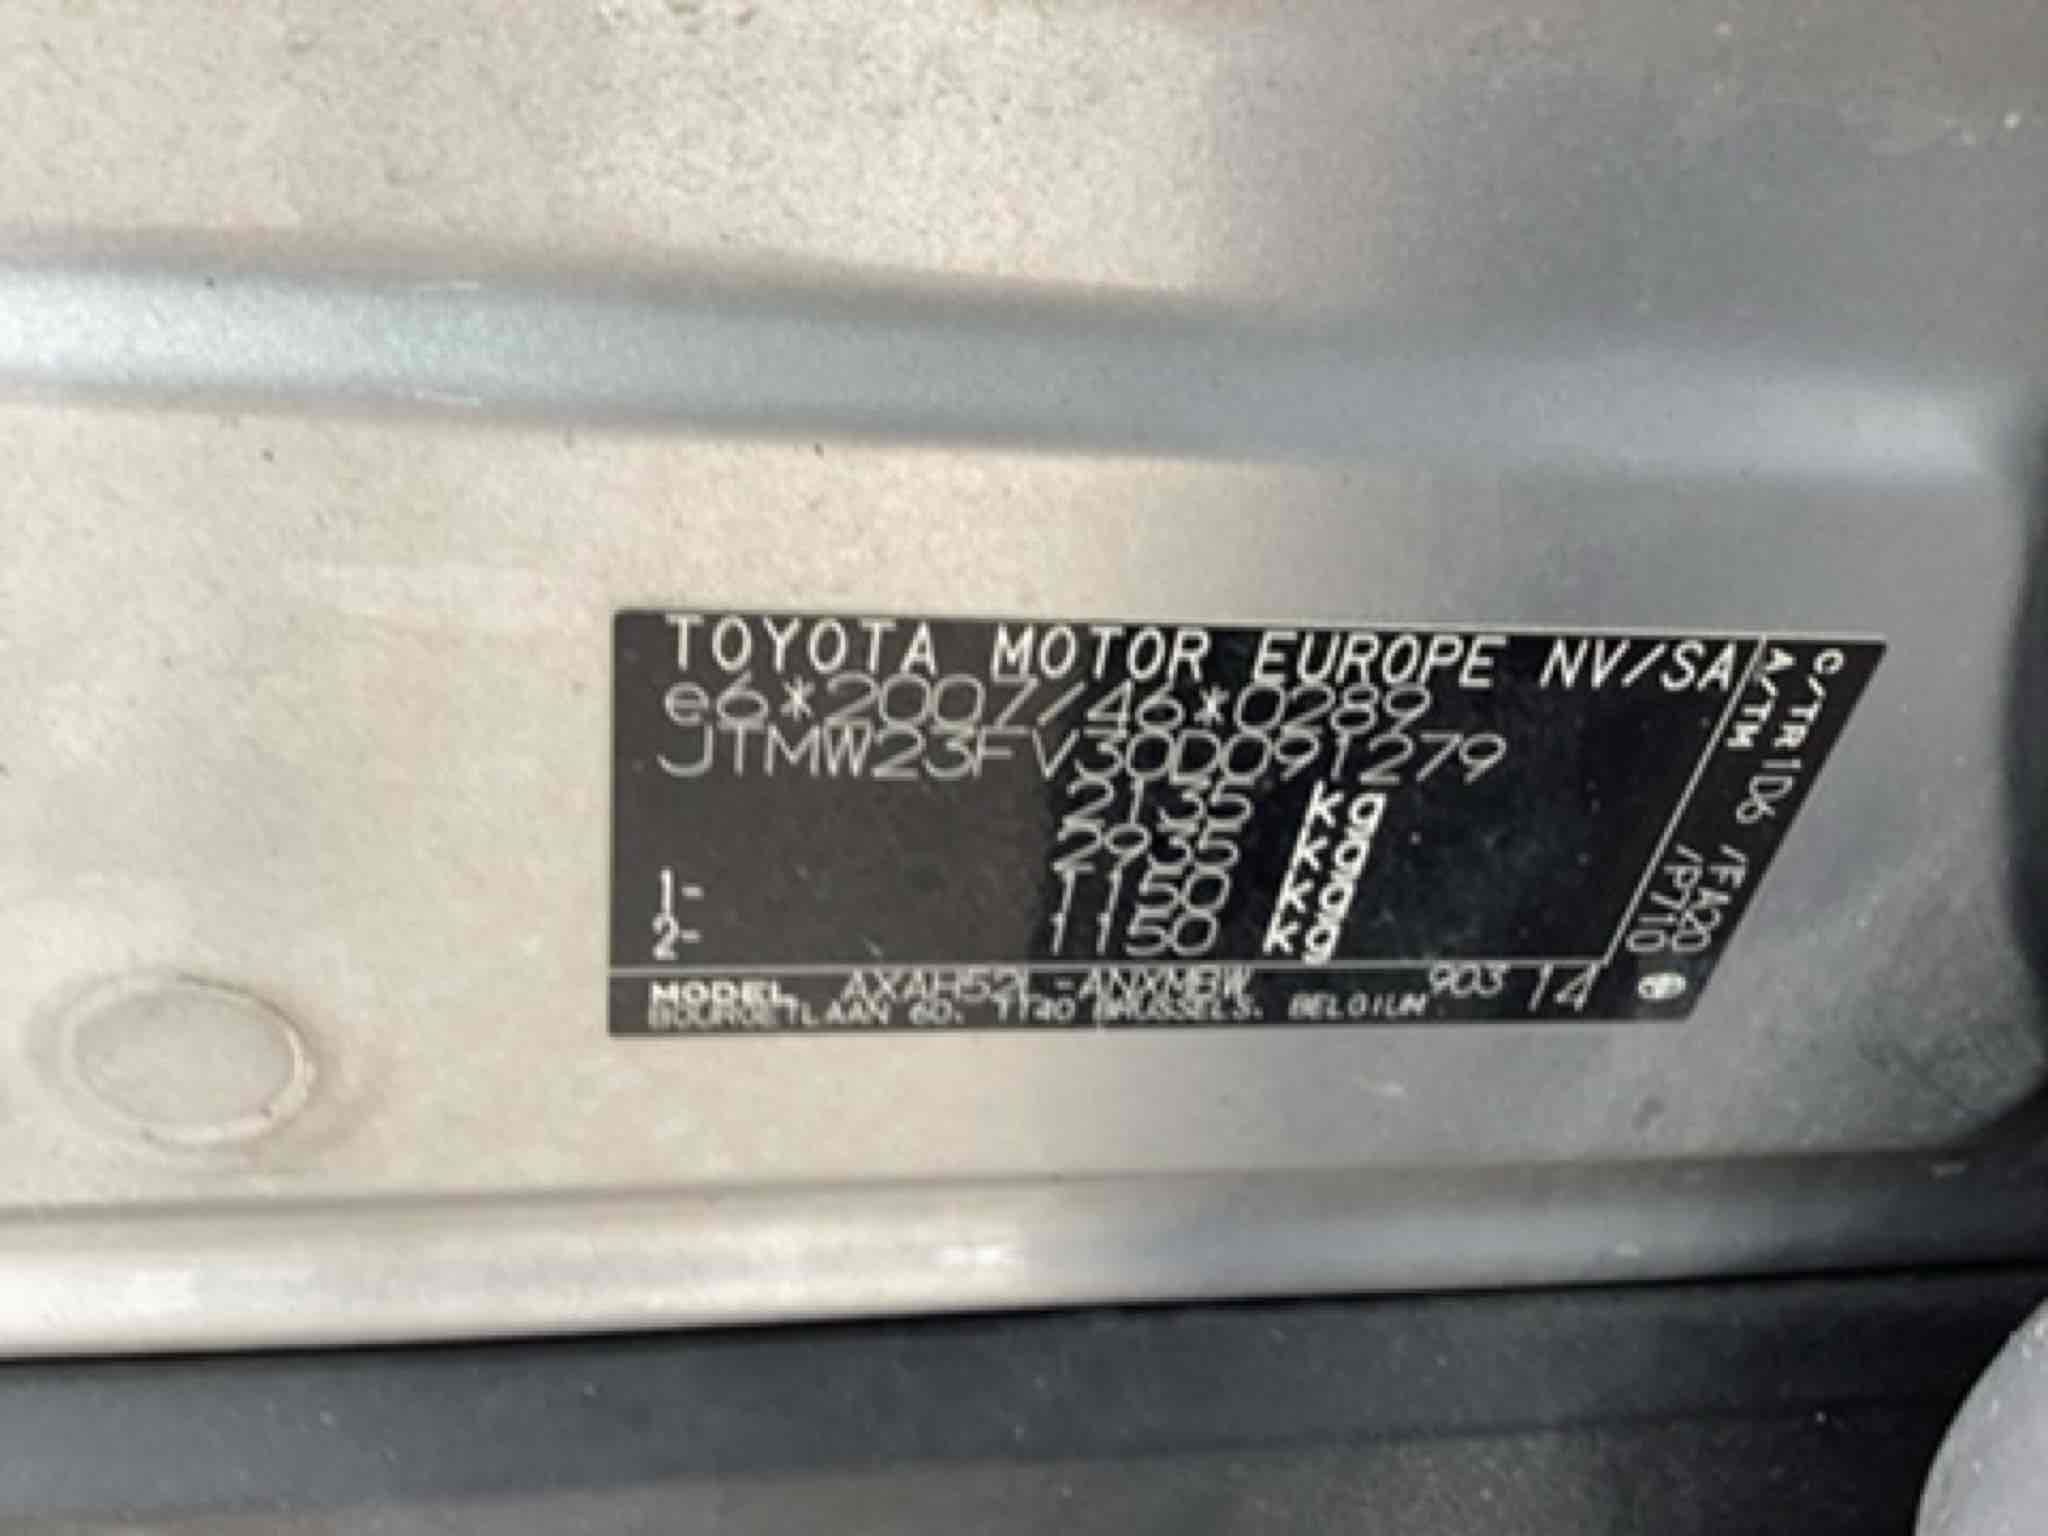 TOYOTA MOTOR EUROPE NV/SA
e6*2007/46*0289
JTMW23FV30D091279
2135 kg
2935 kg
1- 1150 kg
2- 1150 kg
MODEL AXAH52L-ANXMBW 903 14
BOURGETLAAN 60, 1140 BRUSSELS, BELGIUM
C/TR 1D6 /FA20
A/TM /P710